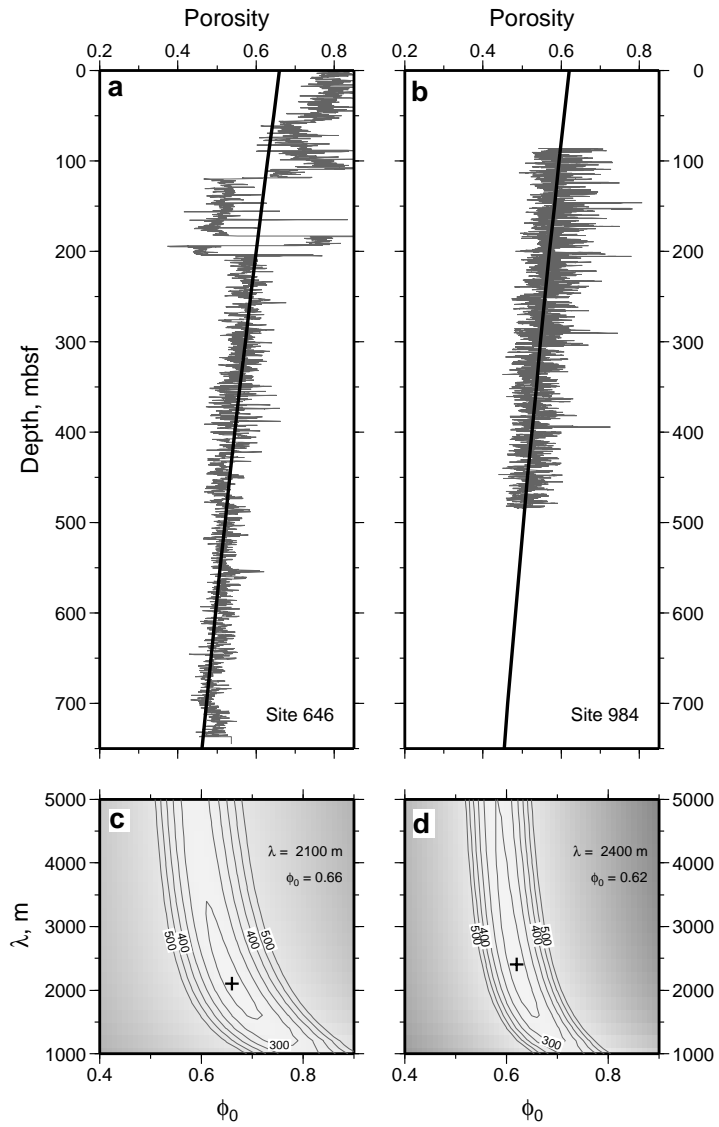 Porosity
Porosity
0.2 0.4 0.6 0.8
0.2 0.4 0.6 0.8
a
b
0
100
200
300
400
500
600
700
Depth, mbsf
0
100
200
300
400
500
600
700
Site 646
Site 984
c
d
λ = 2100 m
ϕ0 = 0.66
λ = 2400 m
ϕ0 = 0.62
5000
4000
3000
2000
1000
λ, m
5000
4000
3000
2000
1000
500 400 400 500
300
500 400 400 500
300
0.4 0.6 0.8
0.4 0.6 0.8
ϕ0
ϕ0